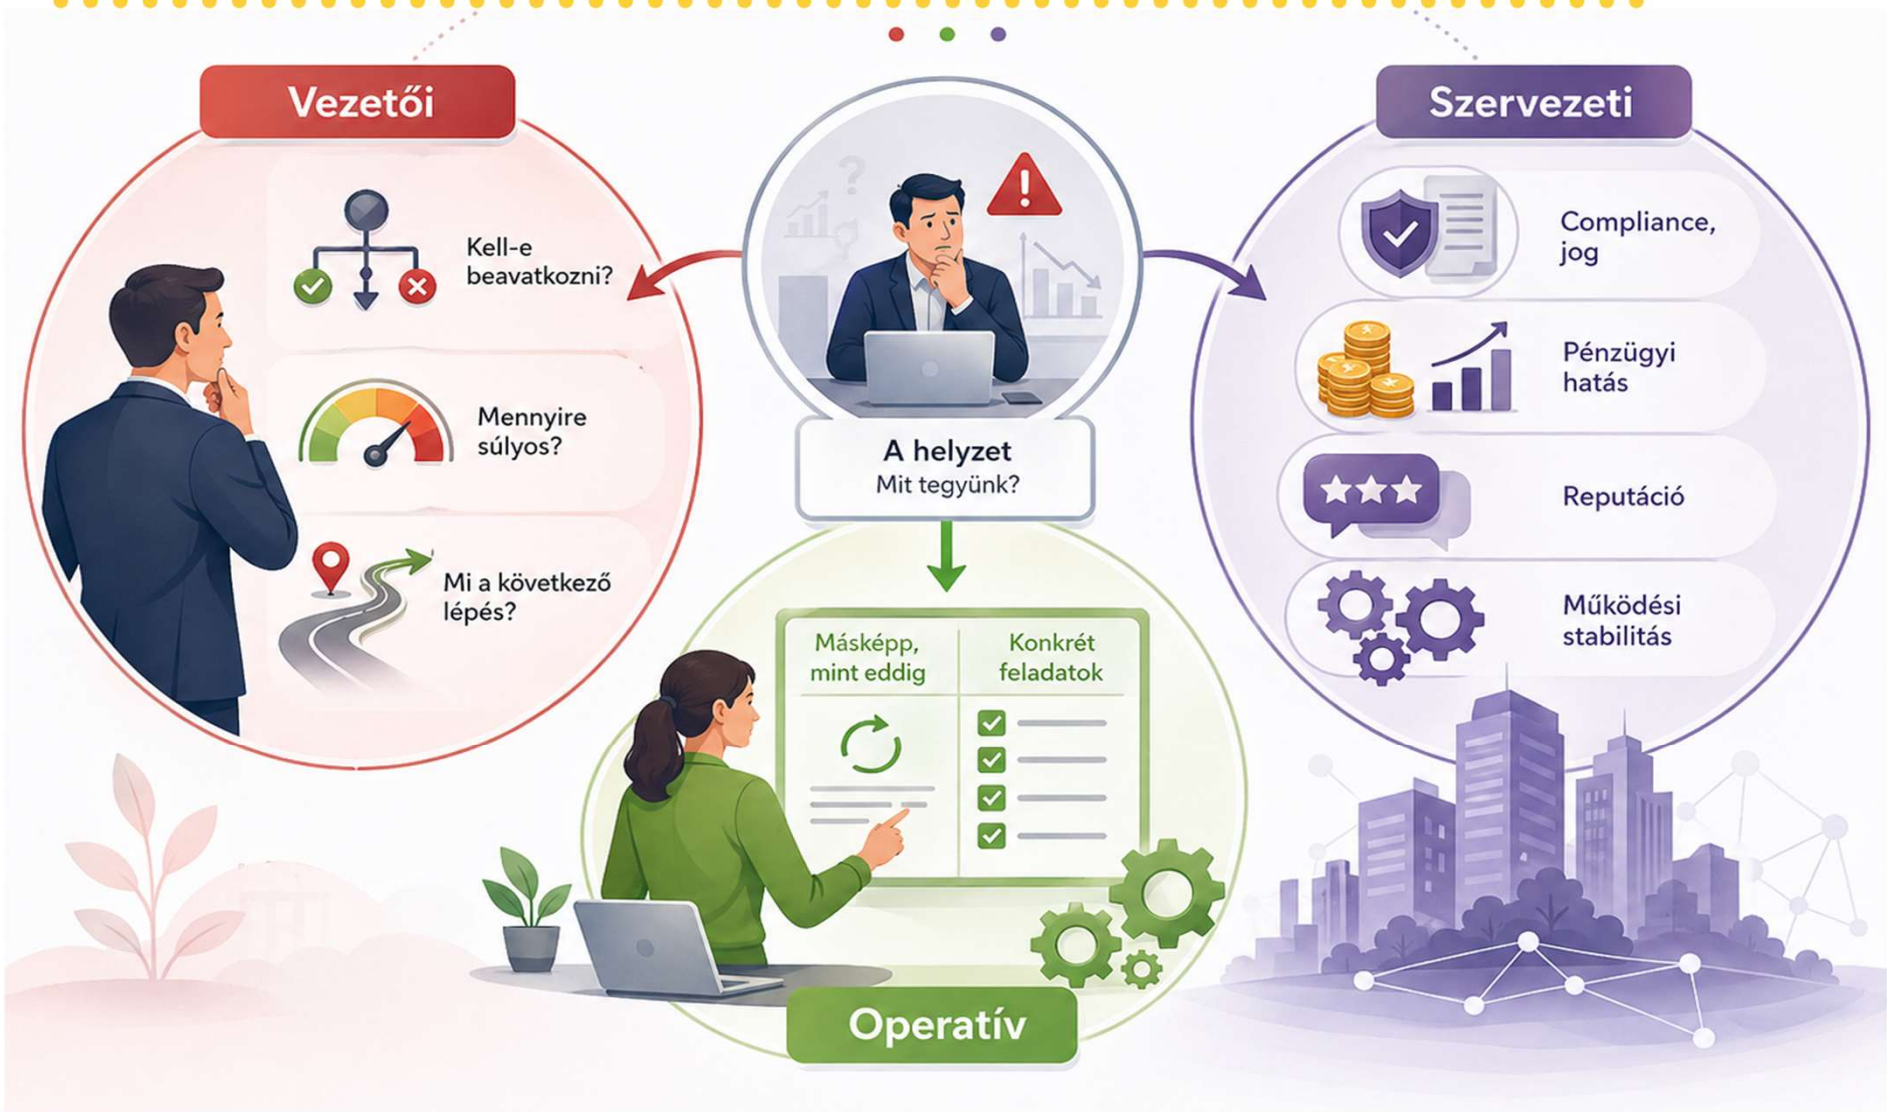 Vezetői
Kell-e
beavatkozni?
Mennyire
súlyos?
Mi a következő
lépés?
A helyzet
Mit tegyünk?
Szervezeti
Compliance,
jog
Pénzügyi
hatás
Reputáció
Működési
stabilitás
Másképp,
mint eddig
Konkrét
feladatok
Operatív